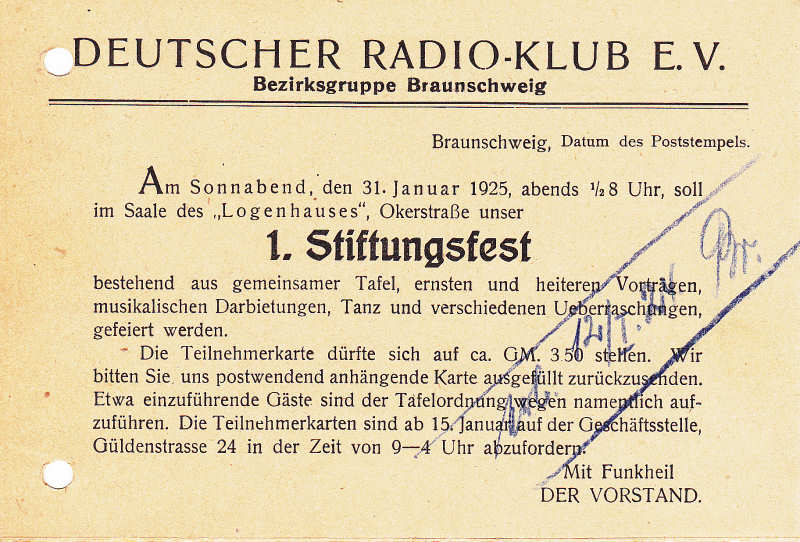 DEUTSCHER RADIO-KLUB E. V.
Bezirksgruppe Braunschweig
Braunschweig, Datum des Poststempels.
Am Sonnabend, den 31. Januar 1925, abends ½ 8 Uhr, soll
im Saale des „Logenhauses“, Okerstraße unser
1. Stiftungsfest
bestehend aus gemeinsamer Tafel, ernsten und heiteren Vorträgen,
musikalischen Darbietungen, Tanz und verschiedenen Ueberraschungen,
gefeiert werden.
Die Teilnehmerkarte dürfte sich auf ca. GM. 3 50 stellen. Wir
bitten Sie uns postwendend anhängende Karte ausgefüllt zurückzusenden.
Etwa einzuführende Gäste sind der Tafelordnung wegen namentlich auf-
zuführen. Die Teilnehmerkarten sind ab 15. Januar auf der Geschäftsstelle,
Güldenstrasse 24 in der Zeit von 9—4 Uhr abzufordern.
Mit Funkheil
DER VORSTAND.